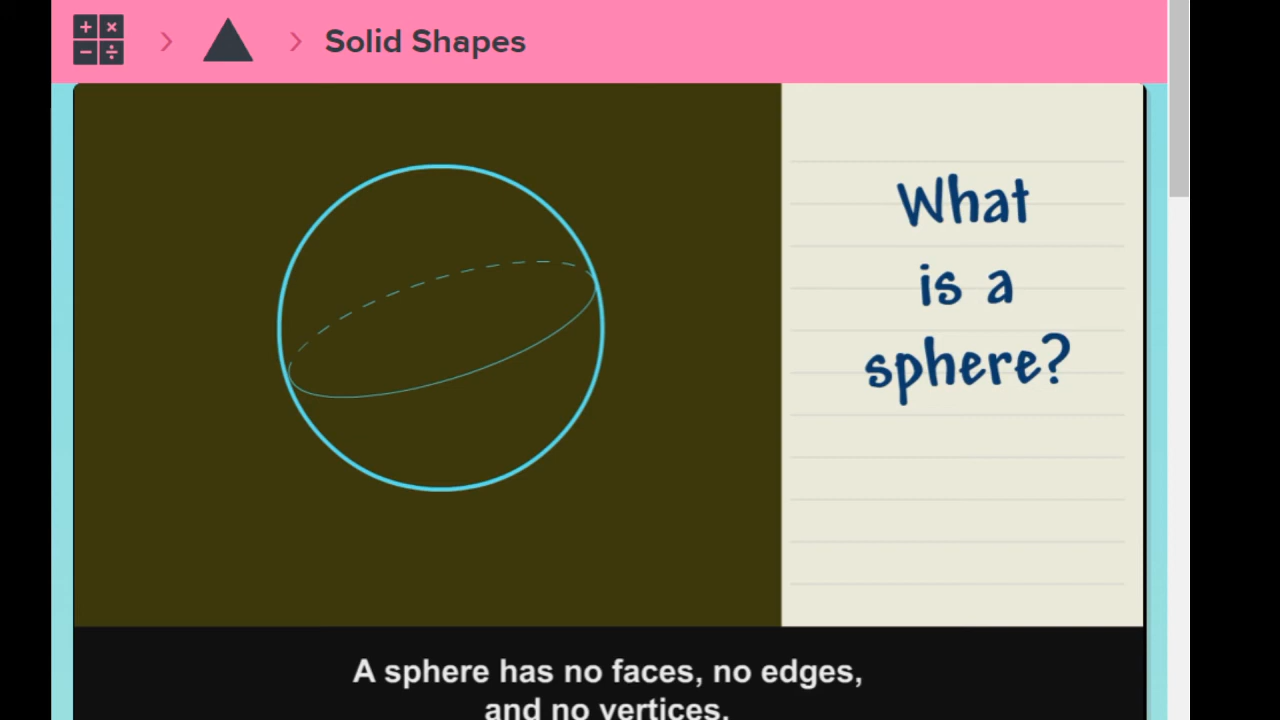 Solid Shapes
What
is a
sphere?
A sphere has no faces, no edges,
and no vertices.